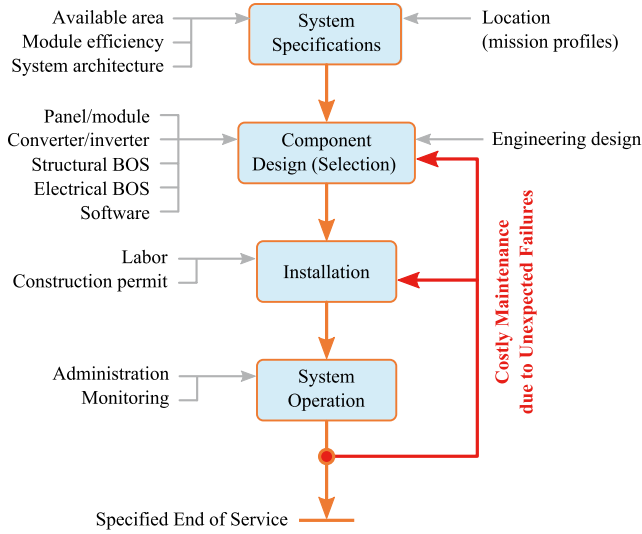 Available area
Module efficiency
System architecture
System
Specifications
Location
(mission profiles)
Panel/module
Converter/inverter
Structural BOS
Electrical BOS
Software
Component
Design (Selection)
Engineering design
Labor
Construction permit
Installation
Costly Maintenance
due to Unexpected Failures
Administration
Monitoring
System
Operation
Specified End of Service